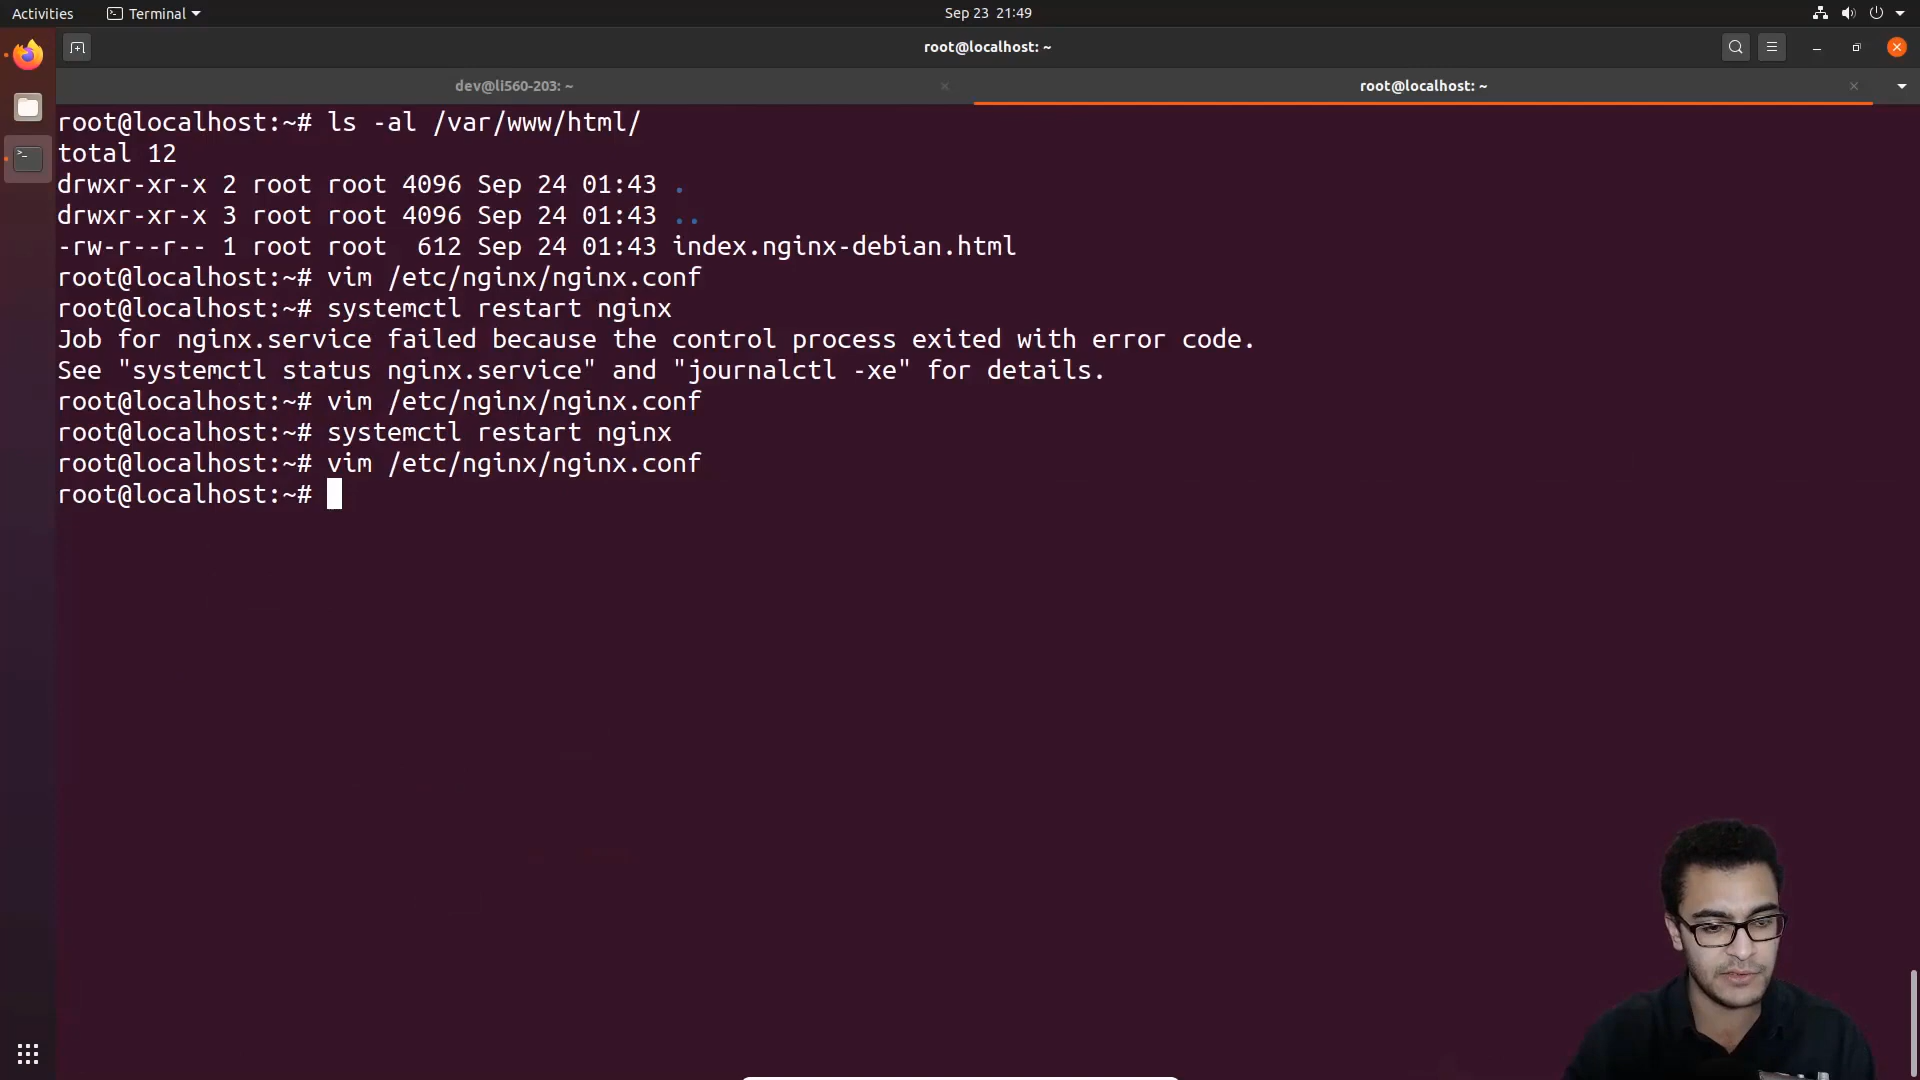 Activities
Terminal
Sep 23 21:49
root@localhost: ~
dev@li560-203: ~
root@localhost: ~
root@localhost:~# ls -al /var/www/html/
total 12
drwxr-xr-x 2 root root 4096 Sep 24 01:43 .
drwxr-xr-x 3 root root 4096 Sep 24 01:43 ..
-rw-r--r-- 1 root root  612 Sep 24 01:43 index.nginx-debian.html
root@localhost:~# vim /etc/nginx/nginx.conf
root@localhost:~# systemctl restart nginx
Job for nginx.service failed because the control process exited with error code.
See "systemctl status nginx.service" and "journalctl -xe" for details.
root@localhost:~# vim /etc/nginx/nginx.conf
root@localhost:~# systemctl restart nginx
root@localhost:~# vim /etc/nginx/nginx.conf
root@localhost:~#